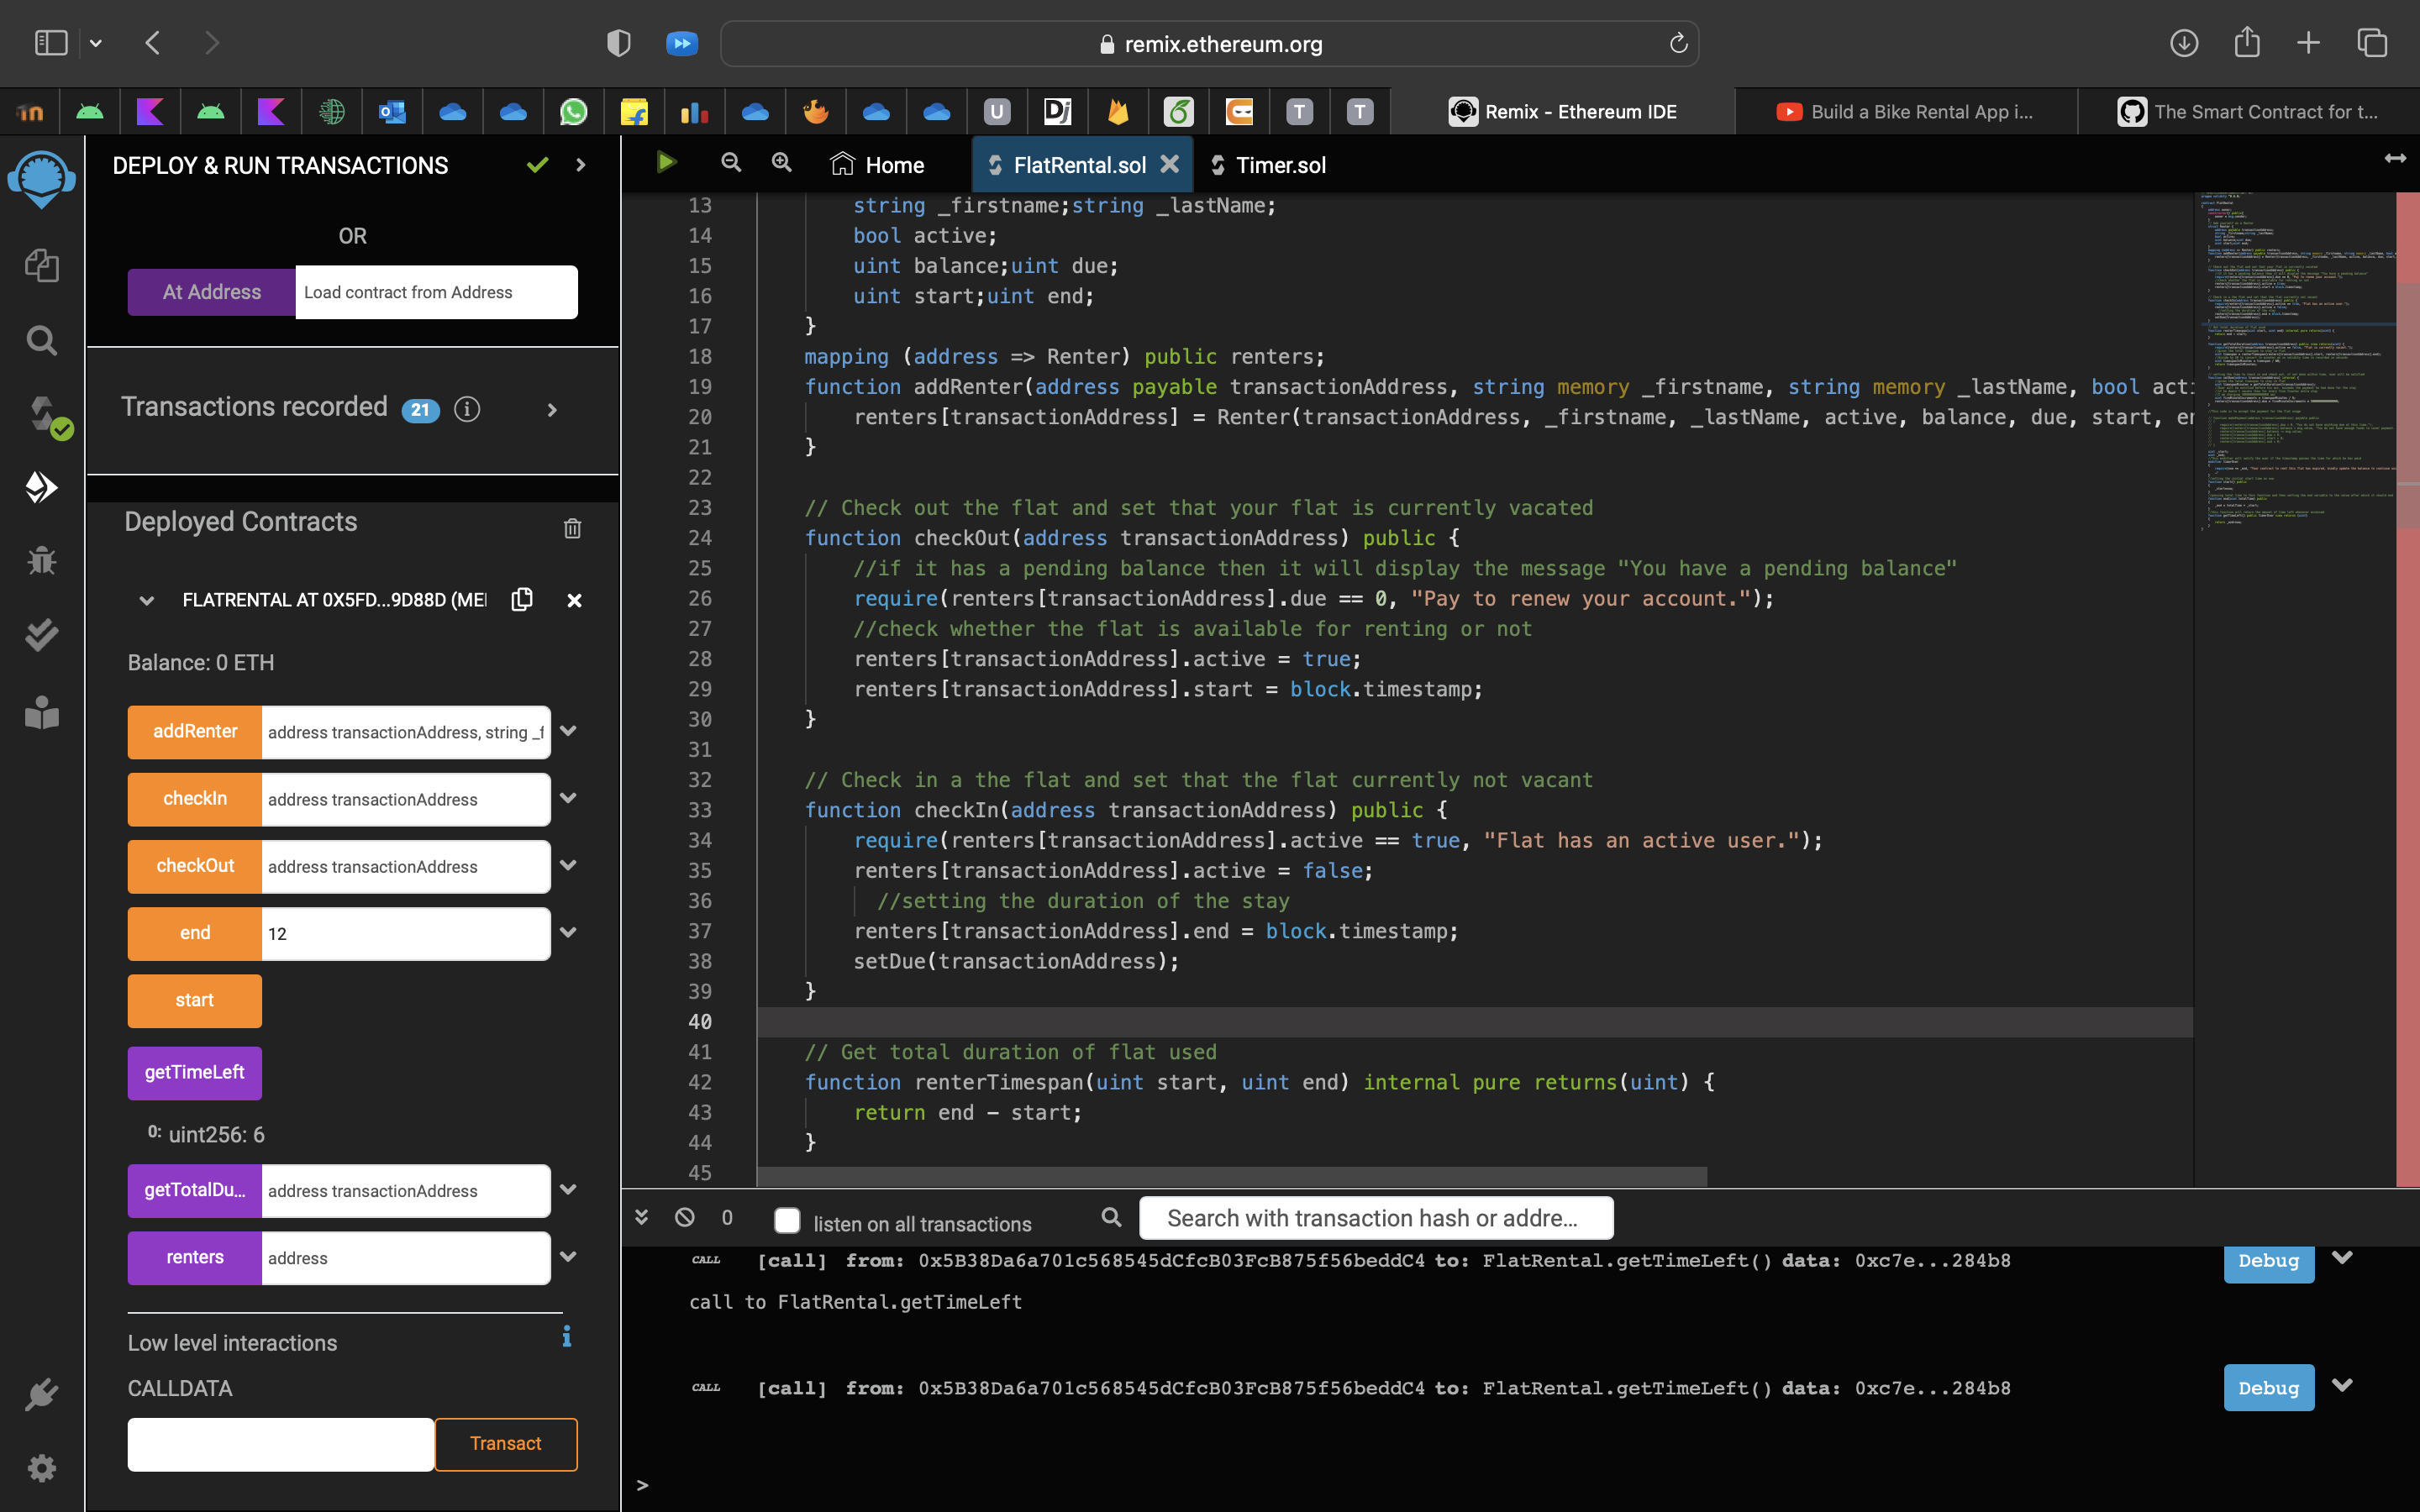 remix.ethereum.org
Remix - Ethereum IDE
Build a Bike Rental App i...
The Smart Contract for t...
DEPLOY & RUN TRANSACTIONS
OR
At Address
Load contract from Address
Transactions recorded 21
Deployed Contracts
FLATRENTAL AT 0X5FD...9D88D (ME
Balance: 0 ETH
addRenter
address transactionAddress, string _f
checkIn
address transactionAddress
checkOut
address transactionAddress
end
12
start
getTimeLeft
0: uint256: 6
getTotalDu...
address transactionAddress
renters
address
Low level interactions
CALLDATA
Transact
Home
FlatRental.sol
Timer.sol
13 string _firstname;string _lastName;
14 bool active;
15 uint balance;uint due;
16 uint start;uint end;
17 }
18 mapping (address => Renter) public renters;
19 function addRenter(address payable transactionAddress, string memory _firstname, string memory _lastName, bool acti
20 renters[transactionAddress] = Renter(transactionAddress, _firstname, _lastName, active, balance, due, start, en
21 }
22
23 // Check out the flat and set that your flat is currently vacated
24 function checkOut(address transactionAddress) public {
25 //if it has a pending balance then it will display the message "You have a pending balance"
26 require(renters[transactionAddress].due == 0, "Pay to renew your account.");
27 //check whether the flat is available for renting or not
28 renters[transactionAddress].active = true;
29 renters[transactionAddress].start = block.timestamp;
30 }
31
32 // Check in a the flat and set that the flat currently not vacant
33 function checkIn(address transactionAddress) public {
34 require(renters[transactionAddress].active == true, "Flat has an active user.");
35 renters[transactionAddress].active = false;
36 //setting the duration of the stay
37 renters[transactionAddress].end = block.timestamp;
38 setDue(transactionAddress);
39 }
40
41 // Get total duration of flat used
42 function renterTimespan(uint start, uint end) internal pure returns(uint) {
43 return end - start;
44 }
45
0
listen on all transactions
Search with transaction hash or addre...
CALL [call] from: 0x5B38Da6a701c568545dCfcB03FcB875f56beddC4 to: FlatRental.getTimeLeft() data: 0xc7e...284b8
Debug
call to FlatRental.getTimeLeft
CALL [call] from: 0x5B38Da6a701c568545dCfcB03FcB875f56beddC4 to: FlatRental.getTimeLeft() data: 0xc7e...284b8
Debug
>